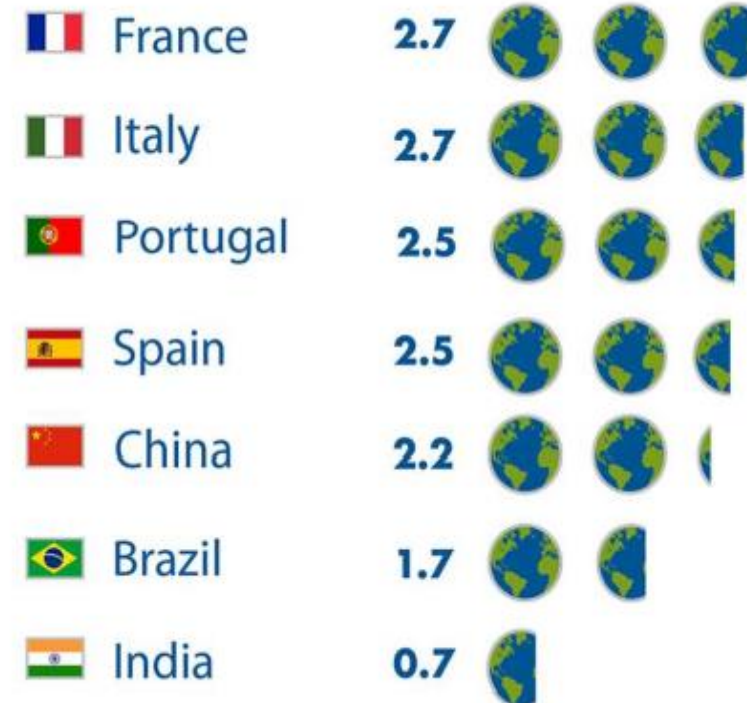 France 2.7
Italy 2.7
Portugal 2.5
Spain 2.5
China 2.2
Brazil 1.7
India 0.7